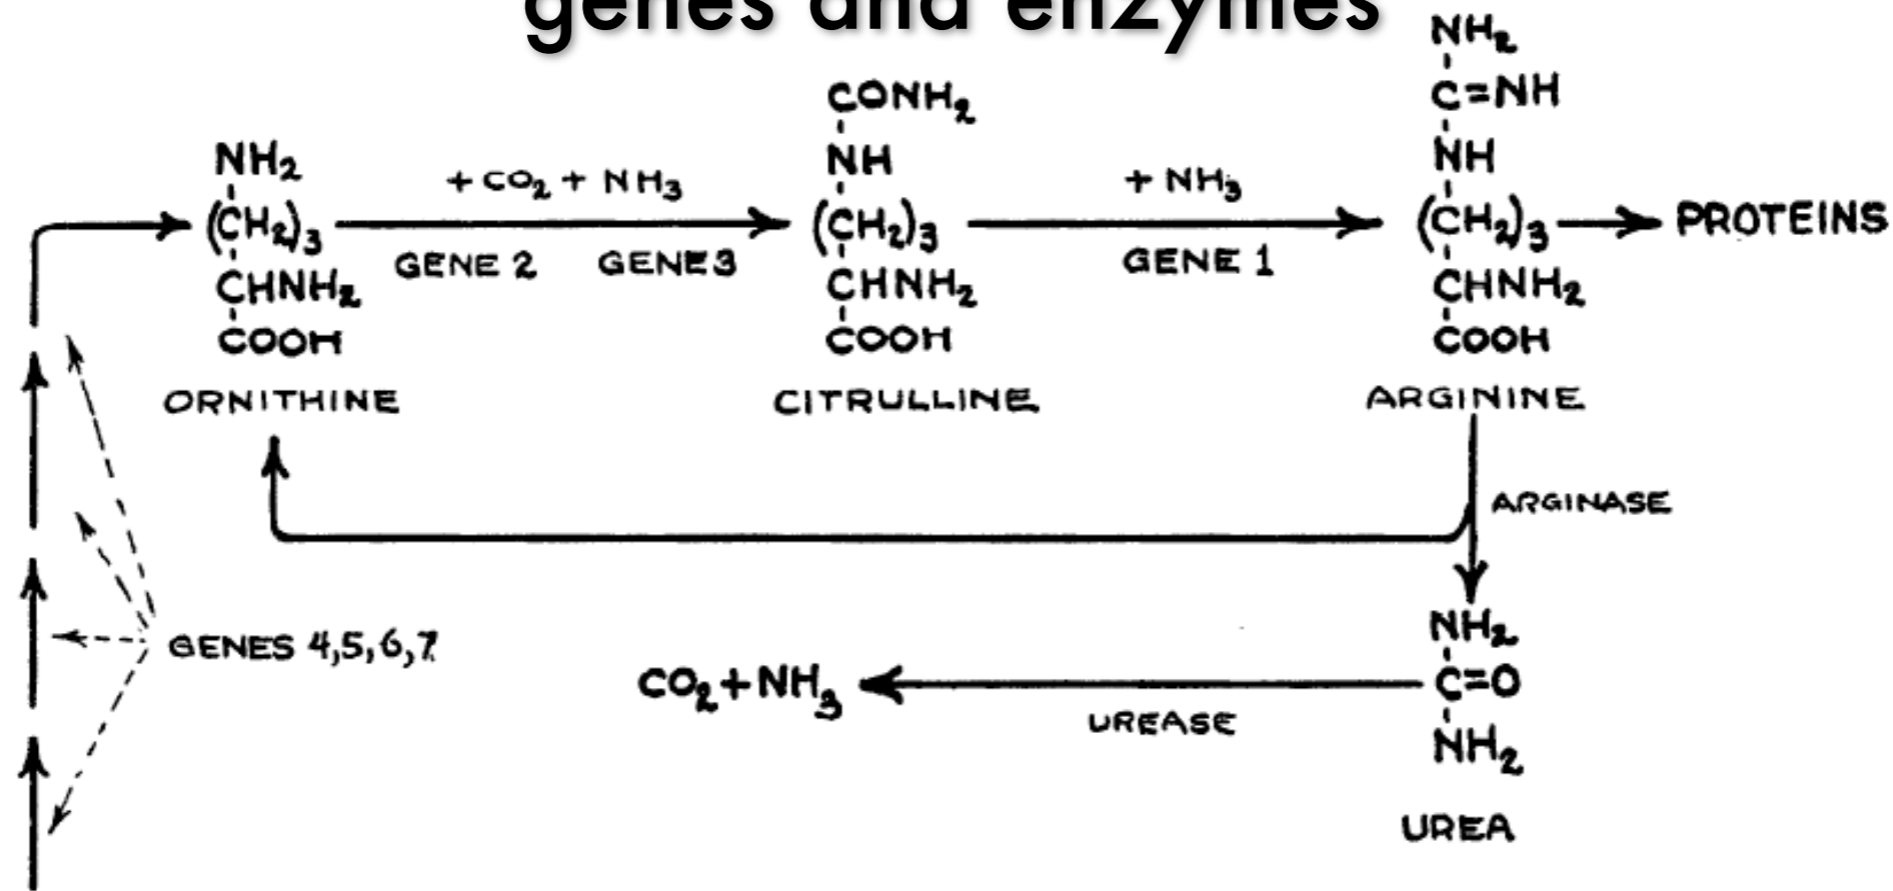 genes and enzymes
NH₂
(CH₂)₃
CHNH₂
COOH
ORNITHINE
+ CO₂ + NH₃
GENE 2 GENE 3
CONH₂
NH
(CH₂)₃
CHNH₂
COOH
CITRULLINE
+ NH₃
GENE 1
NH₂
C=NH
NH
(CH₂)₃
CHNH₂
COOH
ARGININE
PROTEINS
ARGINASE
GENES 4,5,6,7
NH₂
C=O
NH₂
UREA
UREASE
CO₂+NH₃